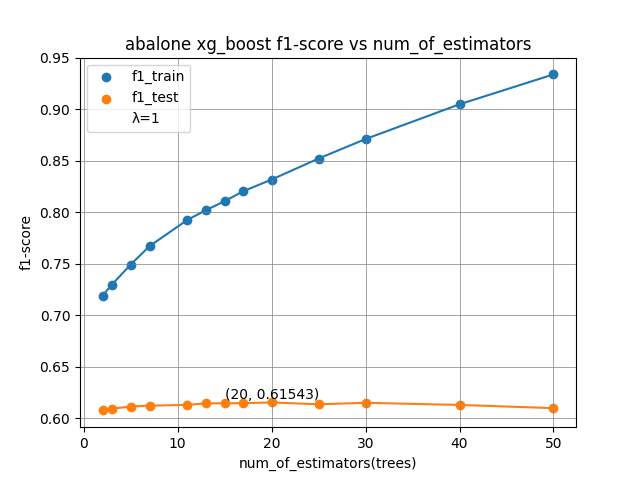 abalone xg_boost f1-score vs num_of_estimators
f1_train
f1_test
λ=1
0.95
0.90
0.85
0.80
0.75
0.70
0.65
0.60
f1-score
(20, 0.61543)
0 10 20 30 40 50
num_of_estimators(trees)